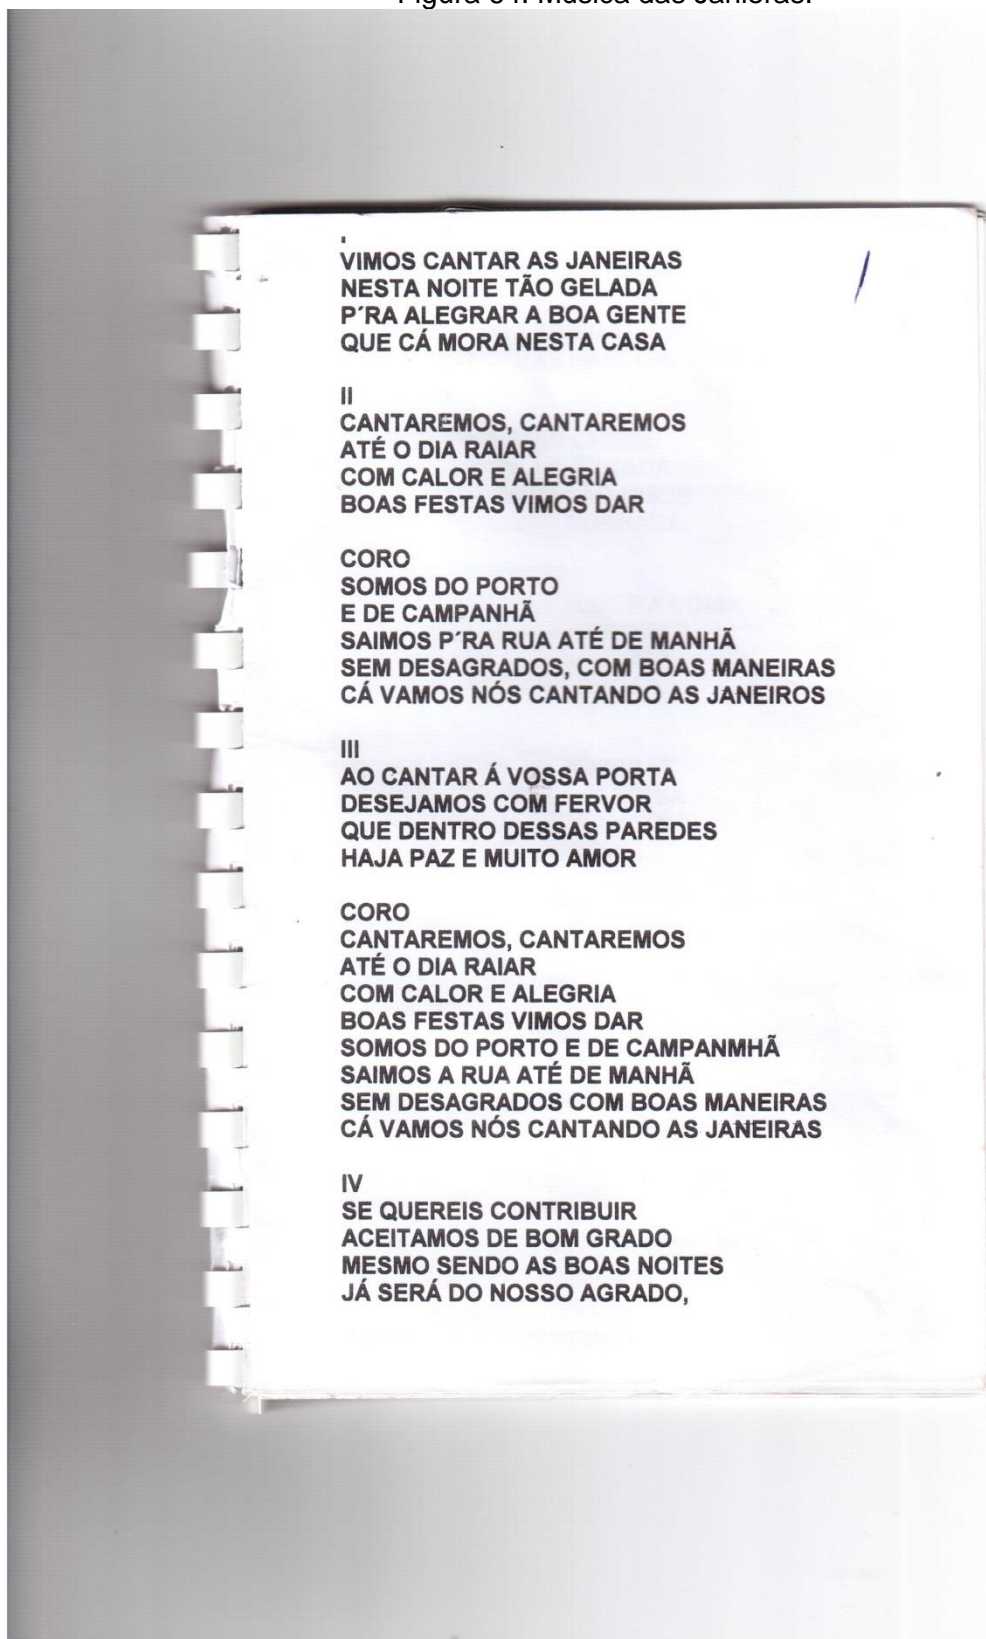 Música das
I
VIMOS CANTAR AS JANEIRAS
NESTA NOITE TÃO GELADA
P´RA ALEGRAR A BOA GENTE
QUE CÁ MORA NESTA CASA
II
CANTAREMOS, CANTAREMOS
ATÉ O DIA RAIAR
COM CALOR E ALEGRIA
BOAS FESTAS VIMOS DAR
CORO
SOMOS DO PORTO
E DE CAMPANHÃ
SAIMOS P´RA RUA ATÉ DE MANHÃ
SEM DESAGRADOS, COM BOAS MANEIRAS
CÁ VAMOS NÓS CANTANDO AS JANEIROS
III
AO CANTAR Á VOSSA PORTA
DESEJAMOS COM FERVOR
QUE DENTRO DESSAS PAREDES
HAJA PAZ E MUITO AMOR
CORO
CANTAREMOS, CANTAREMOS
ATÉ O DIA RAIAR
COM CALOR E ALEGRIA
BOAS FESTAS VIMOS DAR
SOMOS DO PORTO E DE CAMPANMHÃ
SAIMOS A RUA ATÉ DE MANHÃ
SEM DESAGRADOS COM BOAS MANEIRAS
CÁ VAMOS NÓS CANTANDO AS JANEIRAS
IV
SE QUEREIS CONTRIBUIR
ACEITAMOS DE BOM GRADO
MESMO SENDO AS BOAS NOITES
JÁ SERÁ DO NOSSO AGRADO,